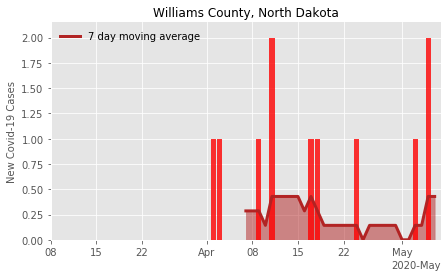 Williams County, North Dakota
7 day moving average
New Covid-19 Cases
2.00
1.75
1.50
1.25
1.00
0.75
0.50
0.25
0.00
08 15 22 Apr 08 15 22 May
2020-May